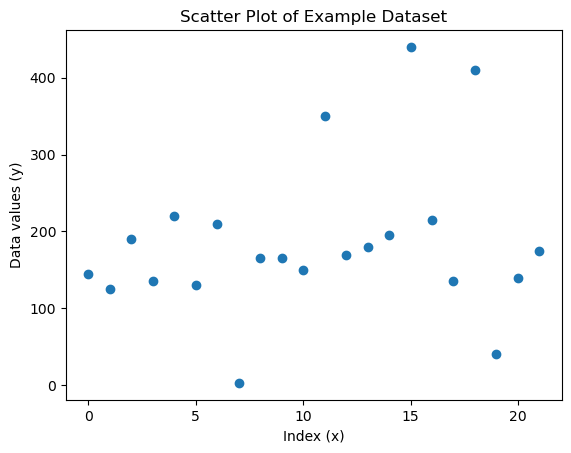 Scatter Plot of Example Dataset
400
300
200
100
0
Data values (y)
0 5 10 15 20
Index (x)